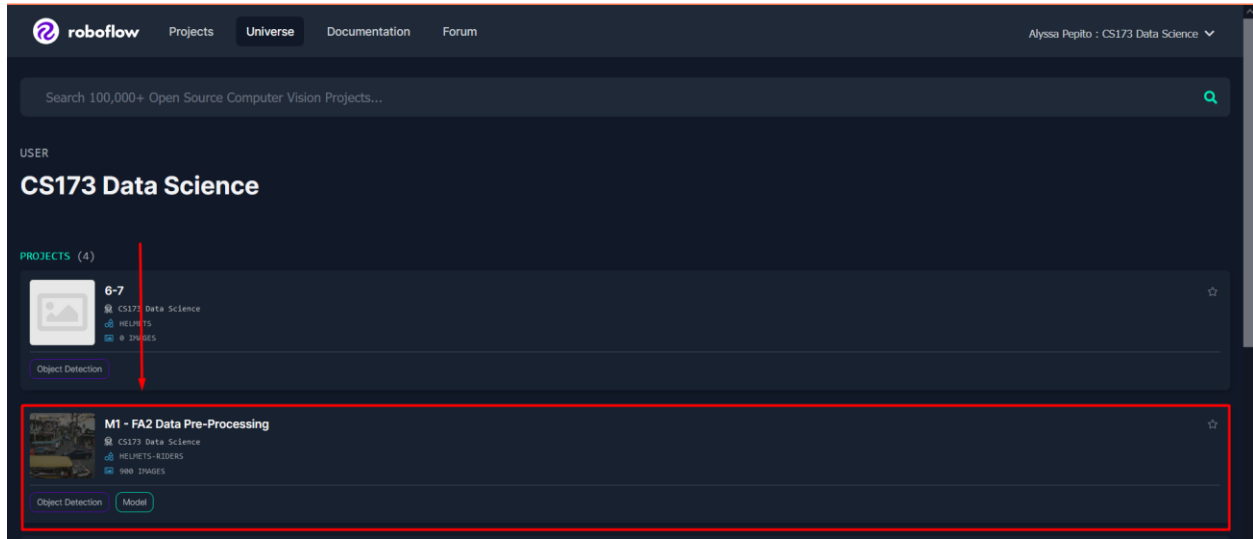 roboflow Projects Universe Documentation Forum Alyssa Pepito : CS173 Data Science
Search 100,000+ Open Source Computer Vision Projects...
USER
CS173 Data Science
PROJECTS (4)
6-7
CS173 Data Science
HELMETS
0 IMAGES
Object Detection
M1 - FA2 Data Pre-Processing
CS173 Data Science
HELMETS-RIDERS
900 IMAGES
Object Detection Model